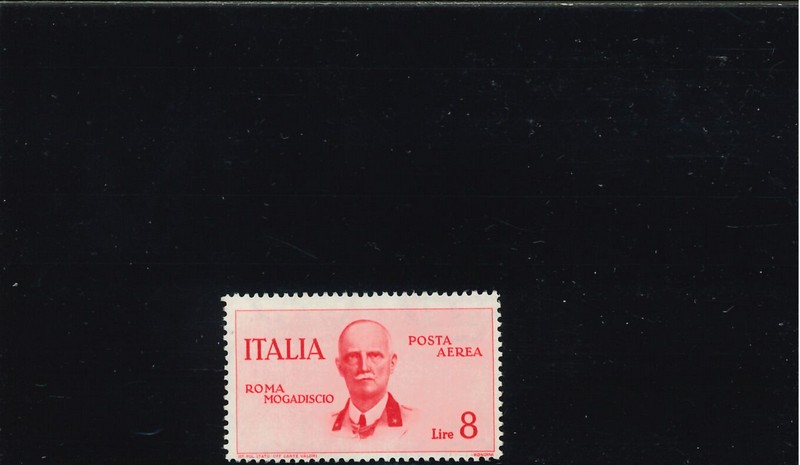 ITALIA
POSTA
AEREA
ROMA
MOGADISCIO
Lire 8